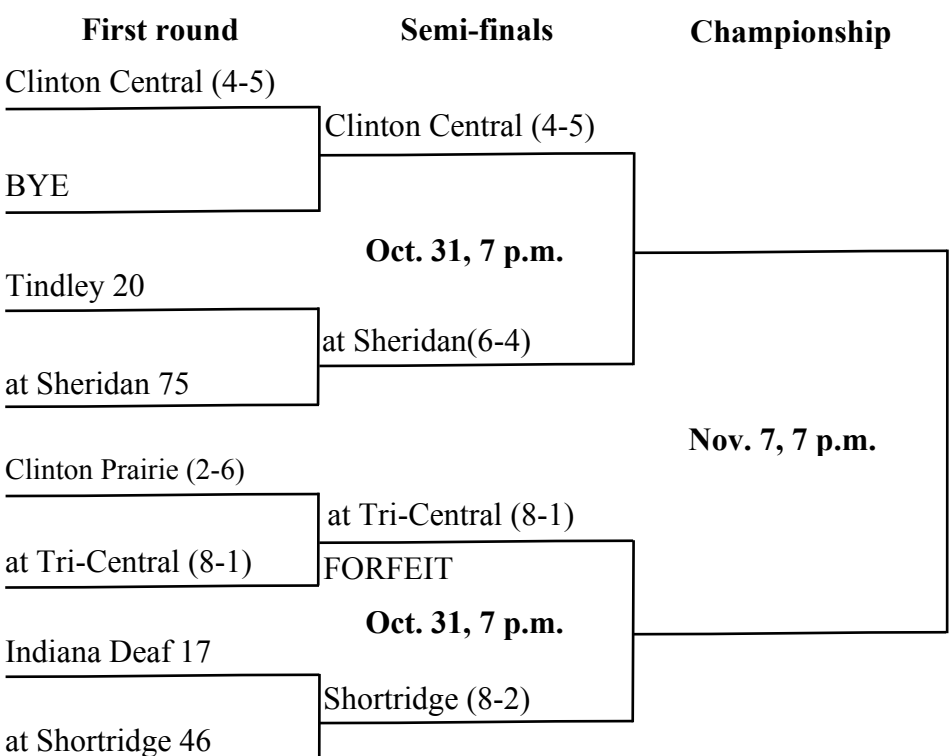 First round
Semi-finals
Championship
Clinton Central (4-5)
Clinton Central (4-5)
BYE
Oct. 31, 7 p.m.
Tindley 20
at Sheridan(6-4)
at Sheridan 75
Nov. 7, 7 p.m.
Clinton Prairie (2-6)
at Tri-Central (8-1)
at Tri-Central (8-1)
FORFEIT
Oct. 31, 7 p.m.
Indiana Deaf 17
Shortridge (8-2)
at Shortridge 46